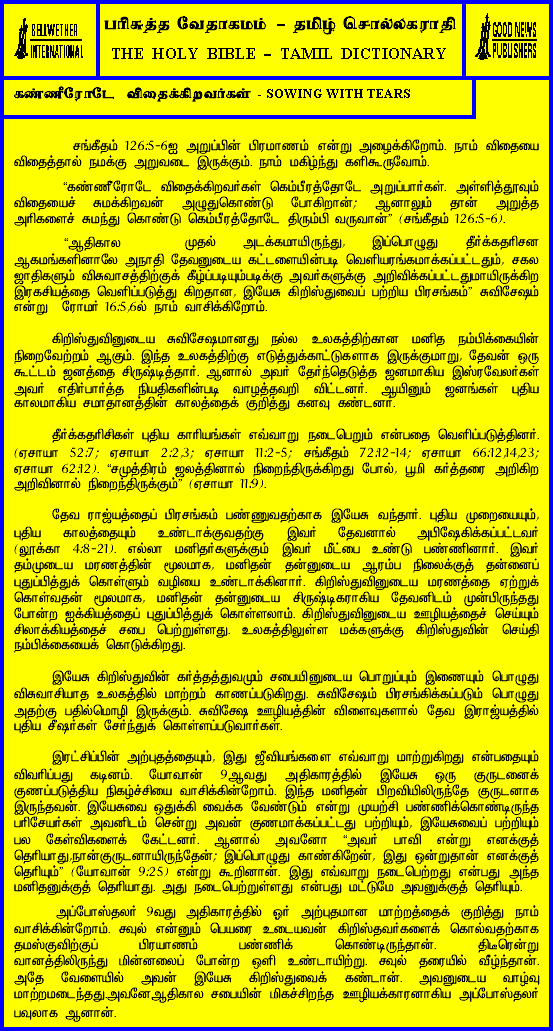 BELLWETHER
INTERNATIONAL
பரிசுத்த வேதாகமம் – தமிழ் சொல்லகராதி
THE HOLY BIBLE – TAMIL DICTIONARY
GOOD NEWS
PUBLISHERS
கண்ணீரோடே விதைக்கிறவர்கள் - SOWING WITH TEARS
சங்கீதம் 126:5-6ஐ அறுப்பின் பிரமாணம் என்று அழைக்கிறோம். நாம் விதையை
விதைத்தால் நமக்கு அறுவடை இருக்கும். நாம் மகிழ்ந்து களிகூருவோம்.
“கண்ணீரோடே விதைக்கிறவர்கள் கெம்பீரத்தோடே அறுப்பார்கள். அள்ளித்தூவும்
விதையைச் சுமக்கிறவன் அழுதுகொண்டு போகிறான்; ஆனாலும் தான் அறுத்த
அரிகளைச் சுமந்து கொண்டு கெம்பீரத்தோடே திரும்பி வருவான்” (சங்கீதம் 126:5-6).
“ஆதிகால முதல் அடக்கமாயிருந்து, இப்பொழுது தீர்க்கதரிசன
ஆகமங்களினாலே அநாதி தேவனுடைய கட்டளையின்படி வெளியரங்கமாக்கப்பட்டதும், சகல
ஜாதிகளும் விசுவாசத்திற்குக் கீழ்ப்படியும்படிக்கு அவர்களுக்கு அறிவிக்கப்பட்டதுமாயிருக்கிற
இரகசியத்தை வெளிப்படுத்து கிறதான, இயேசு கிறிஸ்துவைப் பற்றிய பிரசங்கம்” சுவிசேஷம்
என்று ரோமர் 16:5,6ல் நாம் வாசிக்கிறோம்.
கிறிஸ்துவினுடைய சுவிசேஷமானது நல்ல உலகத்திற்கான மனித நம்பிக்கையின்
நிறைவேற்றம் ஆகும். இந்த உலகத்திற்கு எடுத்துக்காட்டுகளாக இருக்குமாறு, தேவன் ஒரு
கூட்டம் ஜனத்தை சிருஷ்டித்தார். ஆனால் அவர் தேர்ந்தெடுத்த ஜனமாகிய இஸ்ரவேலர்கள்
அவர் எதிர்பார்த்த நியதிகளின்படி வாழத்தவறி விட்டனர். ஆயினும் ஜனங்கள் புதிய
காலமாகிய சமாதானத்தின் காலத்தைக் குறித்து கனவு கண்டனர்.
தீர்க்கதரிசிகள் புதிய காரியங்கள் எவ்வாறு நடைபெறும் என்பதை வெளிப்படுத்தினர்.
(ஏசாயா 52:7; ஏசாயா 2:2,3; ஏசாயா 11:2-5; சங்கீதம் 72:12-14; ஏசாயா 66:12,14,23;
ஏசாயா 62:12). “சமுத்திரம் ஜலத்தினால் நிறைந்திருக்கிறது போல், பூமி கர்த்தரை அறிகிற
அறிவினால் நிறைந்திருக்கும்” (ஏசாயா 11:9).
தேவ ராஜ்யத்தைப் பிரசங்கம் பண்ணுவதற்காக இயேசு வந்தார். புதிய முறையையும்,
புதிய காலத்தையும் உண்டாக்குவதற்கு இவர் தேவனால் அபிஷேகிக்கப்பட்டவர்
(லூக்கா 4:8-21). எல்லா மனிதர்களுக்கும் இவர் மீட்பை உண்டு பண்ணினார். இவர்
தம்முடைய மரணத்தின் மூலமாக, மனிதன் தன்னுடைய ஆரம்ப நிலைக்குத் தன்னைப்
புதுப்பித்துக் கொள்ளும் வழியை உண்டாக்கினார். கிறிஸ்துவினுடைய மரணத்தை ஏற்றுக்
கொள்வதன் மூலமாக, மனிதன் தன்னுடைய சிருஷ்டிகராகிய தேவனிடம் முன்பிருந்தது
போன்ற ஐக்கியத்தைப் புதுப்பித்துக் கொள்ளலாம். கிறிஸ்துவினுடைய ஊழியத்தைச் செய்யும்
சிலாக்கியத்தைச் சபை பெற்றுள்ளது. உலகத்திலுள்ள மக்களுக்கு கிறிஸ்துவின் செய்தி
நம்பிக்கையைக் கொடுக்கிறது.
இயேசு கிறிஸ்துவின் கர்த்தத்துவமும் சபையினுடைய பொறுப்பும் இணையும் பொழுது
விசுவாசியாத உலகத்தில் மாற்றம் காணப்படுகிறது. சுவிசேஷம் பிரசங்கிக்கப்படும் பொழுது
அதற்கு பதில்மொழி இருக்கும். சுவிசேஷ ஊழியத்தின் விளைவுகளால் தேவ இராஜ்யத்தில்
புதிய சீஷர்கள் சேர்ந்துக் கொள்ளப்படுவார்கள்.
இரட்சிப்பின் அற்புதத்தையும், இது ஜீவியங்களை எவ்வாறு மாற்றுகிறது என்பதையும்
விவரிப்பது கடினம். யோவான் 9ஆவது அதிகாரத்தில் இயேசு ஒரு குருடனைக்
குணப்படுத்திய நிகழ்ச்சியை வாசிக்கின்றோம். இந்த மனிதன் பிறவியிலிருந்தே குருடனாக
இருந்தவன். இயேசுவை ஒதுக்கி வைக்க வேண்டும் என்று முயற்சி பண்ணிக்கொண்டிருந்த
பரிசேயர்கள் அவனிடம் சென்று அவன் குணமாக்கப்பட்டது பற்றியும், இயேசுவைப் பற்றியும்
பல கேள்விகளைக் கேட்டனர். ஆனால் அவனோ “அவர் பாவி என்று எனக்குத்
தெரியாது,நான்குருடனாயிருந்தேன்; இப்பொழுது காண்கிறேன், இது ஒன்றுதான் எனக்குத்
தெரியும்” (யோவான் 9:25) என்று கூறினான். இது எவ்வாறு நடைபெற்றது என்பது அந்த
மனிதனுக்குத் தெரியாது. அது நடைபெற்றுள்ளது என்பது மட்டுமே அவனுக்குத் தெரியும்.
அப்போஸ்தலர் 9வது அதிகாரத்தில் ஓர் அற்புதமான மாற்றத்தைக் குறித்து நாம்
வாசிக்கின்றோம். சவுல் என்னும் பெயரை உடையவன் கிறிஸ்தவர்களைக் கொல்வதற்காக
தமஸ்குவிற்குப் பிரயாணம் பண்ணிக் கொண்டிருந்தான். திடீரென்று
வானத்திலிருந்து மின்னலைப் போன்ற ஒளி உண்டாயிற்று. சவுல் தரையில் வீழ்ந்தான்.
அதே வேளையில் அவன் இயேசு கிறிஸ்துவைக் கண்டான். அவனுடைய வாழ்வு
மாற்றமடைந்தது.அவனேஆதிகால சபையின் மிகச்சிறந்த ஊழியக்காரனாகிய அப்போஸ்தலர்
பவுலாக ஆனான்.